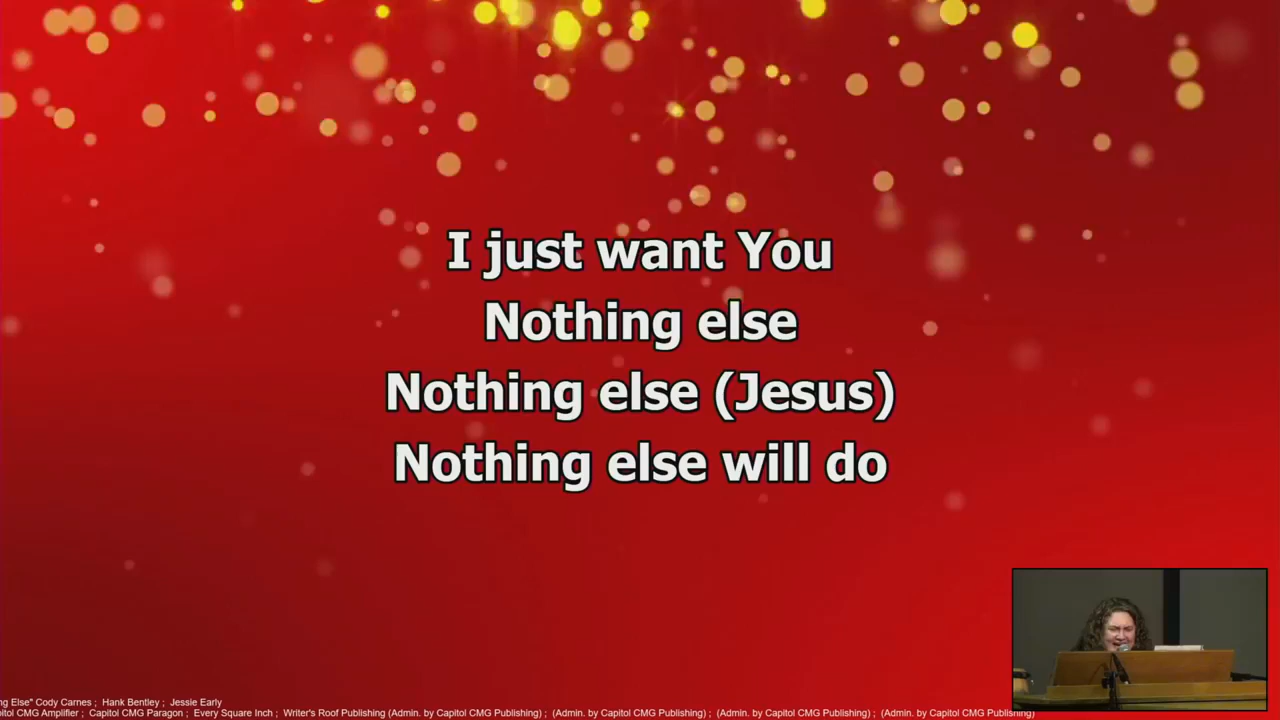 I just want You
Nothing else
Nothing else (Jesus)
Nothing else will do
ng Else" Cody Carnes ; Hank Bentley ; Jessie Early
itol CMG Amplifier ; Capitol CMG Paragon ; Every Square Inch ; Writer's Roof Publishing (Admin. by Capitol CMG Publishing) ; (Admin. by Capitol CMG Publishing) ; (Admin. by Capitol CMG Publishing) ; (Admin. by Capitol CMG Publishing)